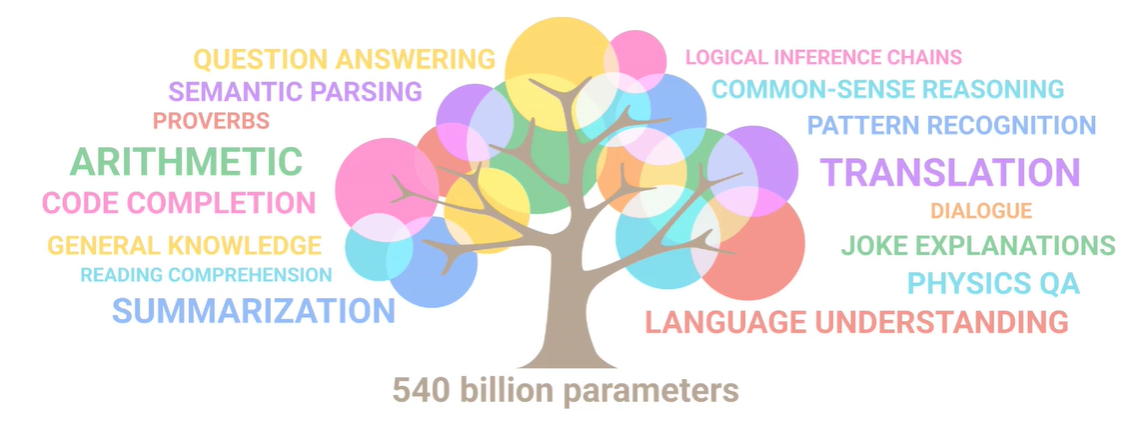 QUESTION ANSWERING
SEMANTIC PARSING
PROVERBS
ARITHMETIC
CODE COMPLETION
GENERAL KNOWLEDGE
READING COMPREHENSION
SUMMARIZATION
LOGICAL INFERENCE CHAINS
COMMON-SENSE REASONING
PATTERN RECOGNITION
TRANSLATION
DIALOGUE
JOKE EXPLANATIONS
PHYSICS QA
LANGUAGE UNDERSTANDING
540 billion parameters